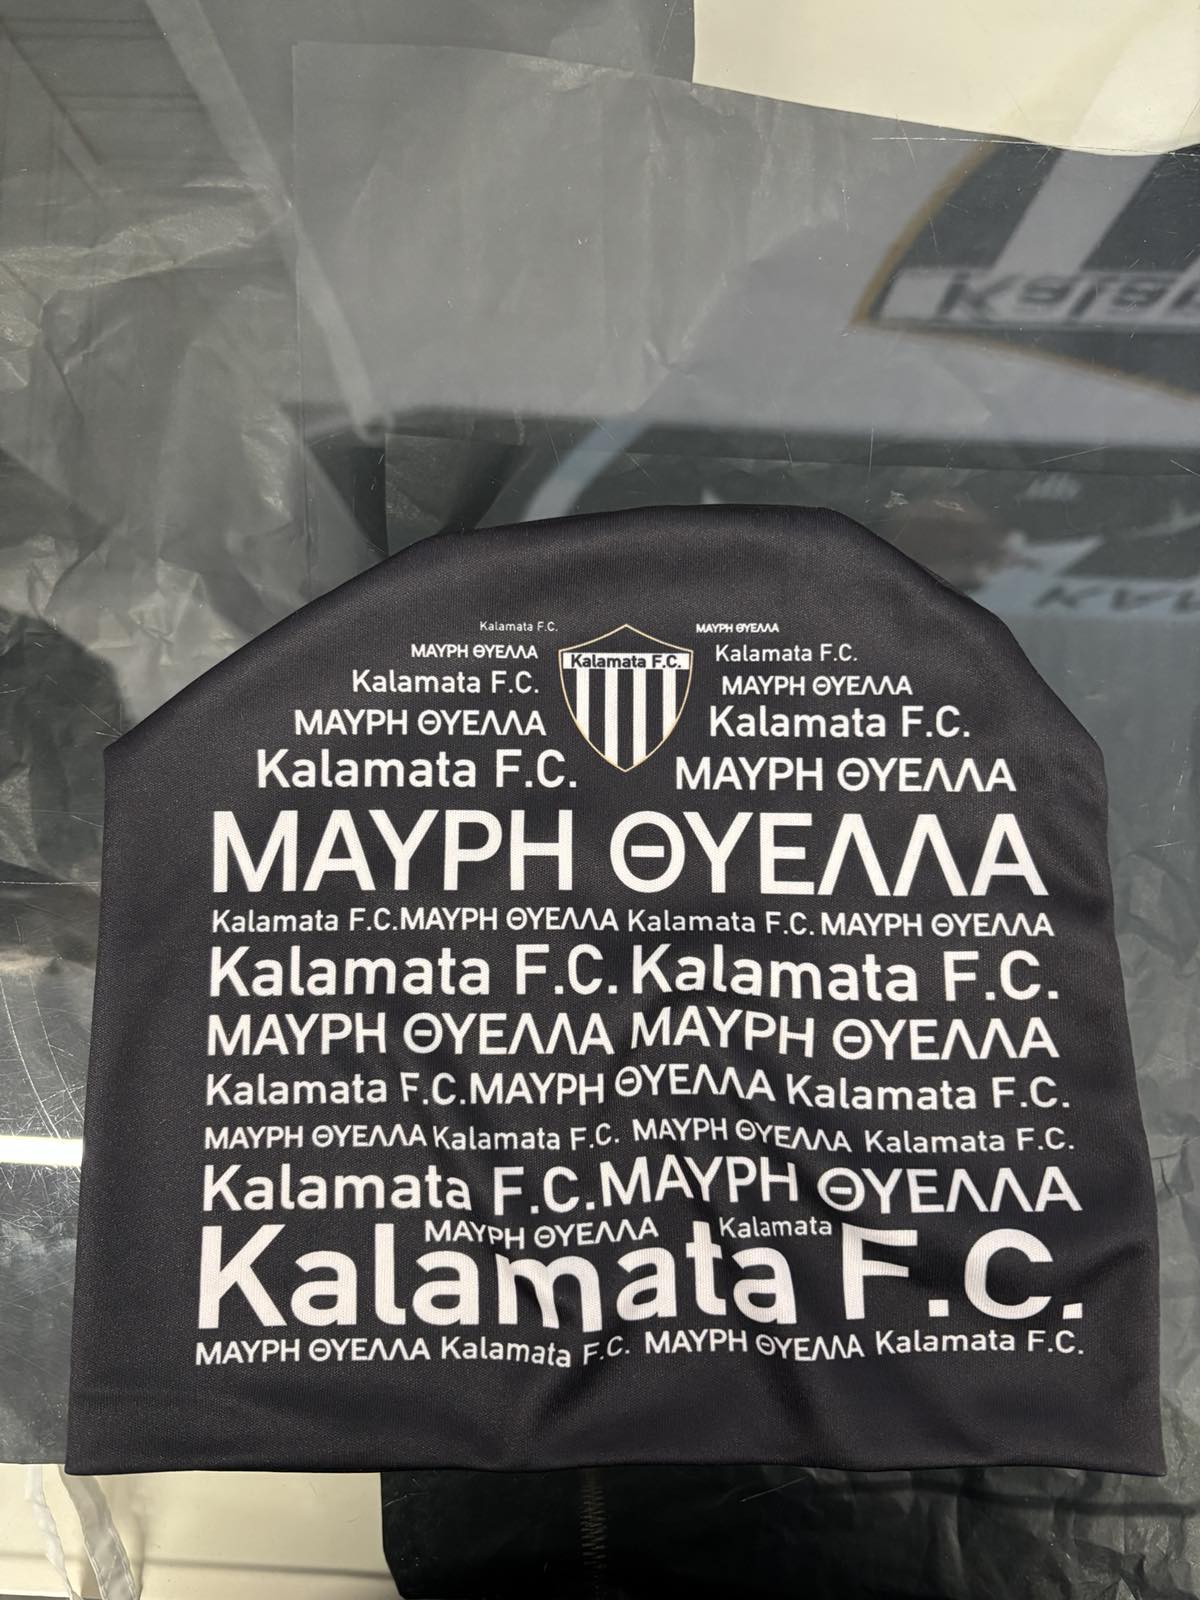 Kalamata F.C. ΜΑΥΡΗ ΘΥΕΛΛΑ
ΜΑΥΡΗ ΘΥΕΛΛΑ Kalamata F.C. Kalamata F.C.
Kalamata F.C. ΜΑΥΡΗ ΘΥΕΛΛΑ
ΜΑΥΡΗ ΘΥΕΛΛΑ Kalamata F.C.
Kalamata F.C. ΜΑΥΡΗ ΘΥΕΛΛΑ
ΜΑΥΡΗ ΘΥΕΛΛΑ
Kalamata F.C. ΜΑΥΡΗ ΘΥΕΛΛΑ Kalamata F.C. ΜΑΥΡΗ ΘΥΕΛΛΑ
Kalamata F.C. Kalamata F.C.
ΜΑΥΡΗ ΘΥΕΛΛΑ ΜΑΥΡΗ ΘΥΕΛΛΑ
Kalamata F.C. ΜΑΥΡΗ ΘΥΕΛΛΑ Kalamata F.C.
ΜΑΥΡΗ ΘΥΕΛΛΑ Kalamata F.C. ΜΑΥΡΗ ΘΥΕΛΛΑ Kalamata F.C.
Kalamata F.C. ΜΑΥΡΗ ΘΥΕΛΛΑ
ΜΑΥΡΗ ΘΥΕΛΛΑ Kalamata
Kalamata F.C.
ΜΑΥΡΗ ΘΥΕΛΛΑ Kalamata F.C. ΜΑΥΡΗ ΘΥΕΛΛΑ Kalamata F.C.